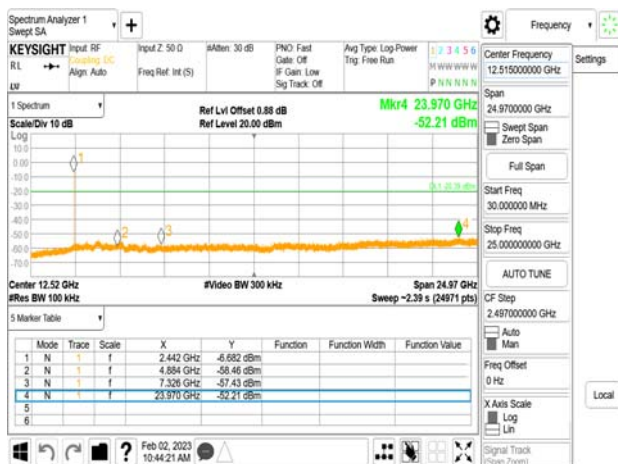 Spectrum Analyzer 1
Swept SA
+
Frequency
KEYSIGHT Input: RF Input Z: 50 Ω #Atten: 30 dB PNO: Fast Avg Type: Log-Power 1 2 3 4 5 6
RL Coupling: DC Gate: Off Trig: Free Run
Align: Auto Freq Ref: Int (S) IF Gain: Low M W W W W W
Sig Track: Off P N N N N N
LXI
Center Frequency
12.515000000 GHz
Settings
Span
24.9700000 GHz
Swept Span
Zero Span
Full Span
Start Freq
30.000000 MHz
Stop Freq
25.000000000 GHz
AUTO TUNE
CF Step
2.497000000 GHz
Auto
Man
Freq Offset
0 Hz
X Axis Scale
Log
Lin
Signal Track
(Span Zoom)
Local
1 Spectrum
Scale/Div 10 dB
Ref Lvl Offset 0.88 dB
Ref Level 20.00 dBm
Mkr4 23.970 GHz
-52.21 dBm
Log
10.0
0.00
-10.0
-20.0
-30.0
-40.0
-50.0
-60.0
-70.0
1
2
3
4
Center 12.52 GHz #Video BW 300 kHz Span 24.97 GHz
#Res BW 100 kHz Sweep ~2.39 s (24971 pts)
5 Marker Table
Mode Trace Scale X Y Function Function Width Function Value
1 N 1 f 2.442 GHz -6.682 dBm
2 N 1 f 4.884 GHz -58.46 dBm
3 N 1 f 7.326 GHz -57.43 dBm
4 N 1 f 23.970 GHz -52.21 dBm
5
6
?
Feb 02, 2023
10:44:21 AM